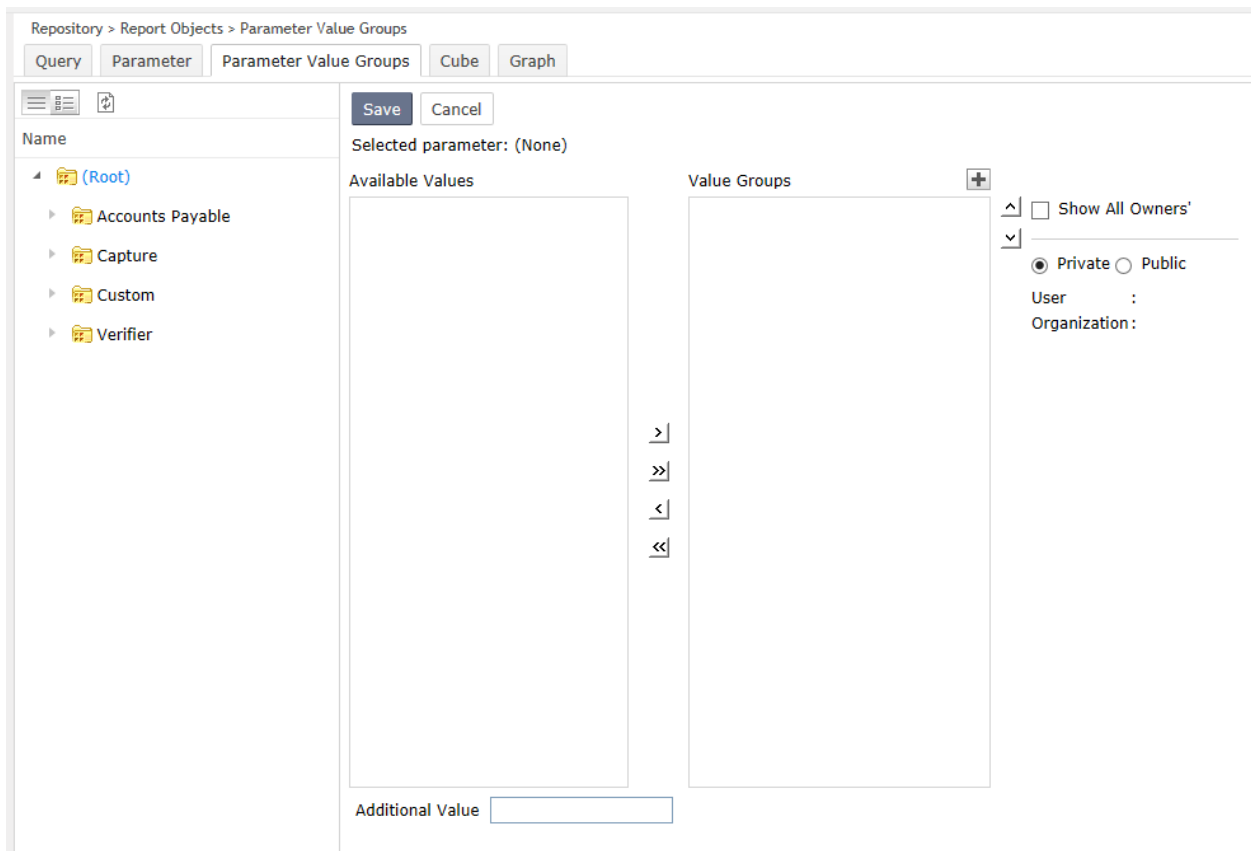 Repository > Report Objects > Parameter Value Groups
Query Parameter Parameter Value Groups Cube Graph
Save Cancel
Name
Selected parameter: (None)
(Root)
Available Values Value Groups
Accounts Payable
Show All Owners'
Capture
Private Public
Custom
User :
Organization :
Verifier
>
>>
<
<<
Additional Value